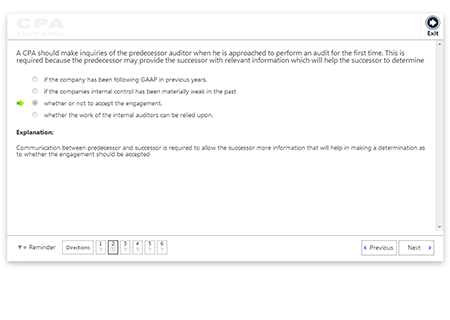 CPA
EXAM DATA
Exit
A CPA should make inquiries of the predecessor auditor when he is approached to perform an audit for the first time. This is
required because the predecessor may provide the successor with relevant information which will help the successor to determine
if the company has been following GAAP in previous years.
if the companies internal control has been materially weak in the past
whether or not to accept the engagement.
whether the work of the internal auditors can be relied upon.
Explanation:
Communication between predecessor and successor is required to allow the successor more information that will help in making a determination as
to whether the engagement should be accepted
= Reminder Directions 1 2 3 4 5 6 Previous Next